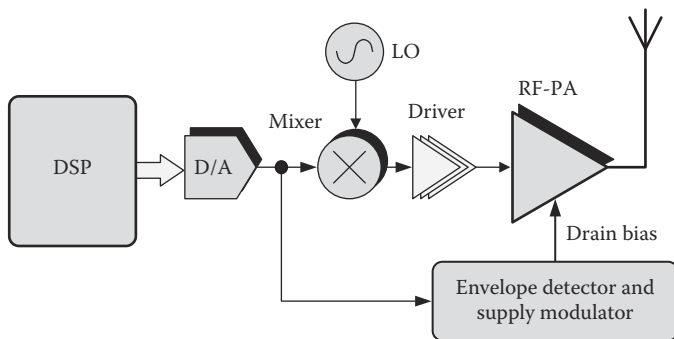 LO
RF-PA
Mixer
Driver
DSP
D/A
Drain bias
Envelope detector and
supply modulator